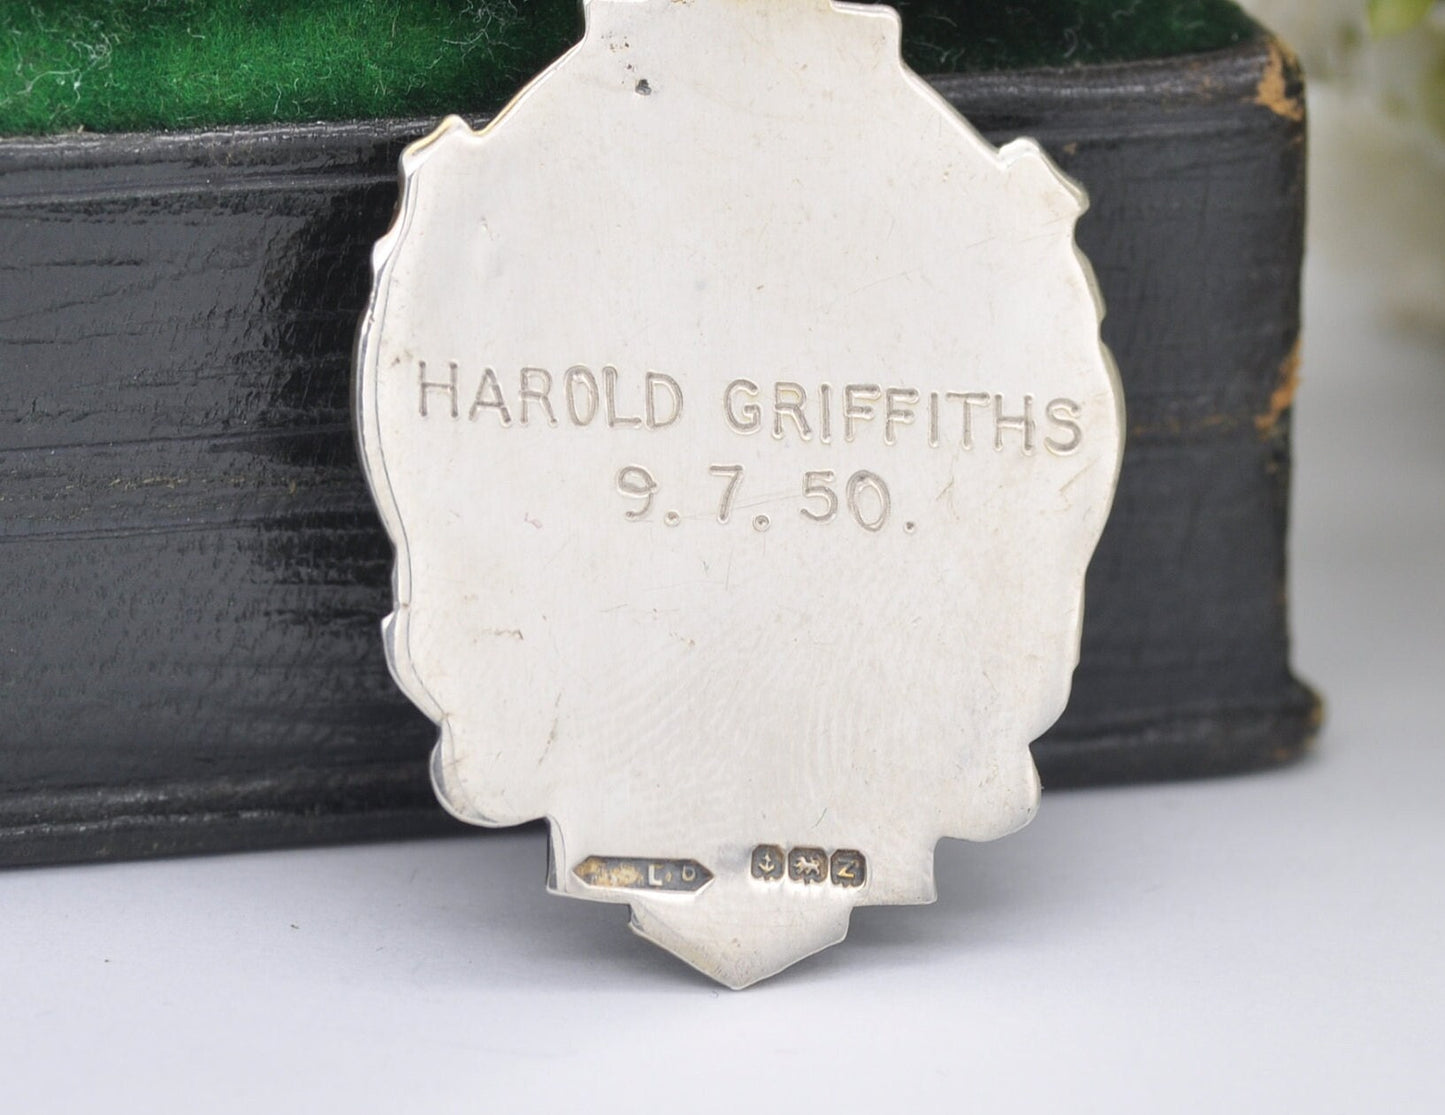 HAROLD GRIFFITHS
9.7.50.
L.D Z